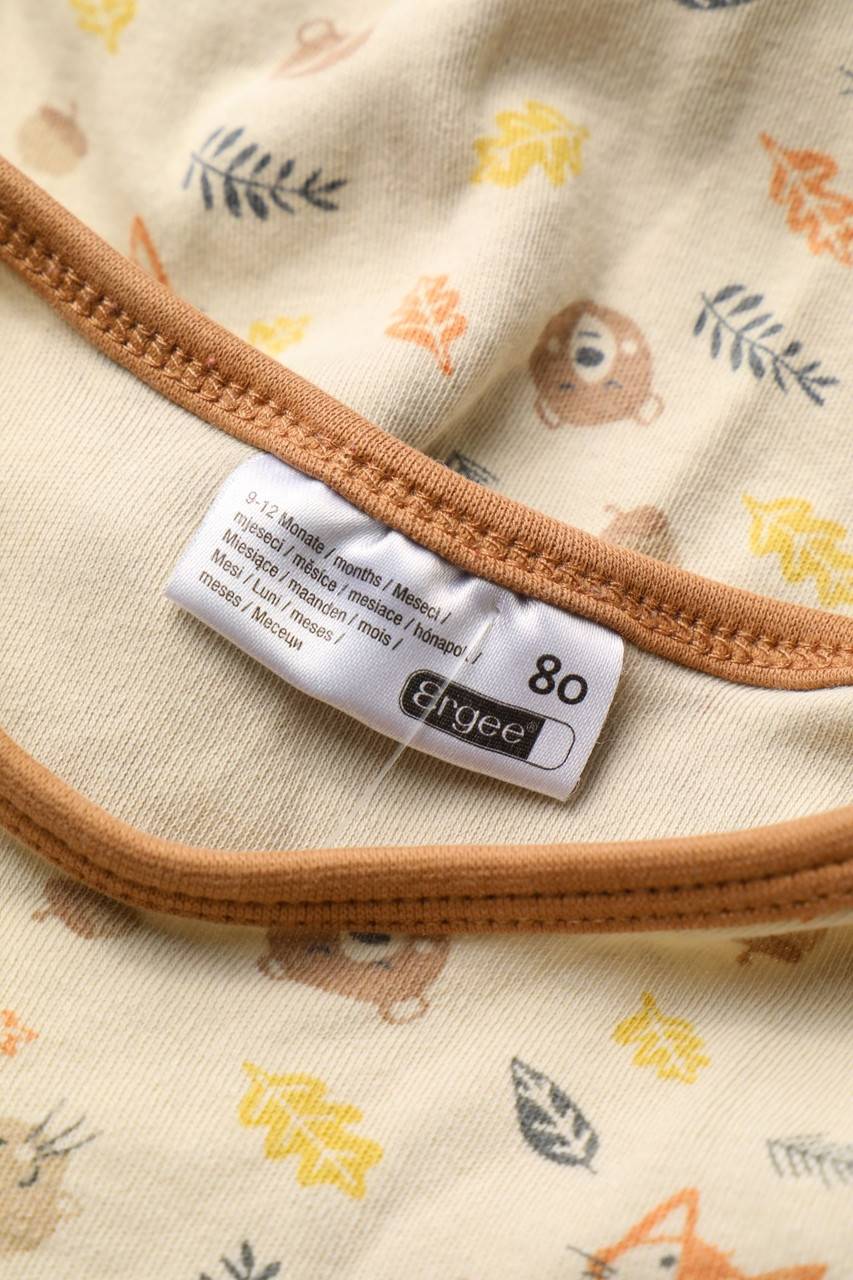 9-12 Monate / months / Meseci /
mjeseci / měsíce / mesiace / hónapok /
Miesiące / maanden / mois /
Mesi / Luni / meses /
meses / Месеци
80
ergee®